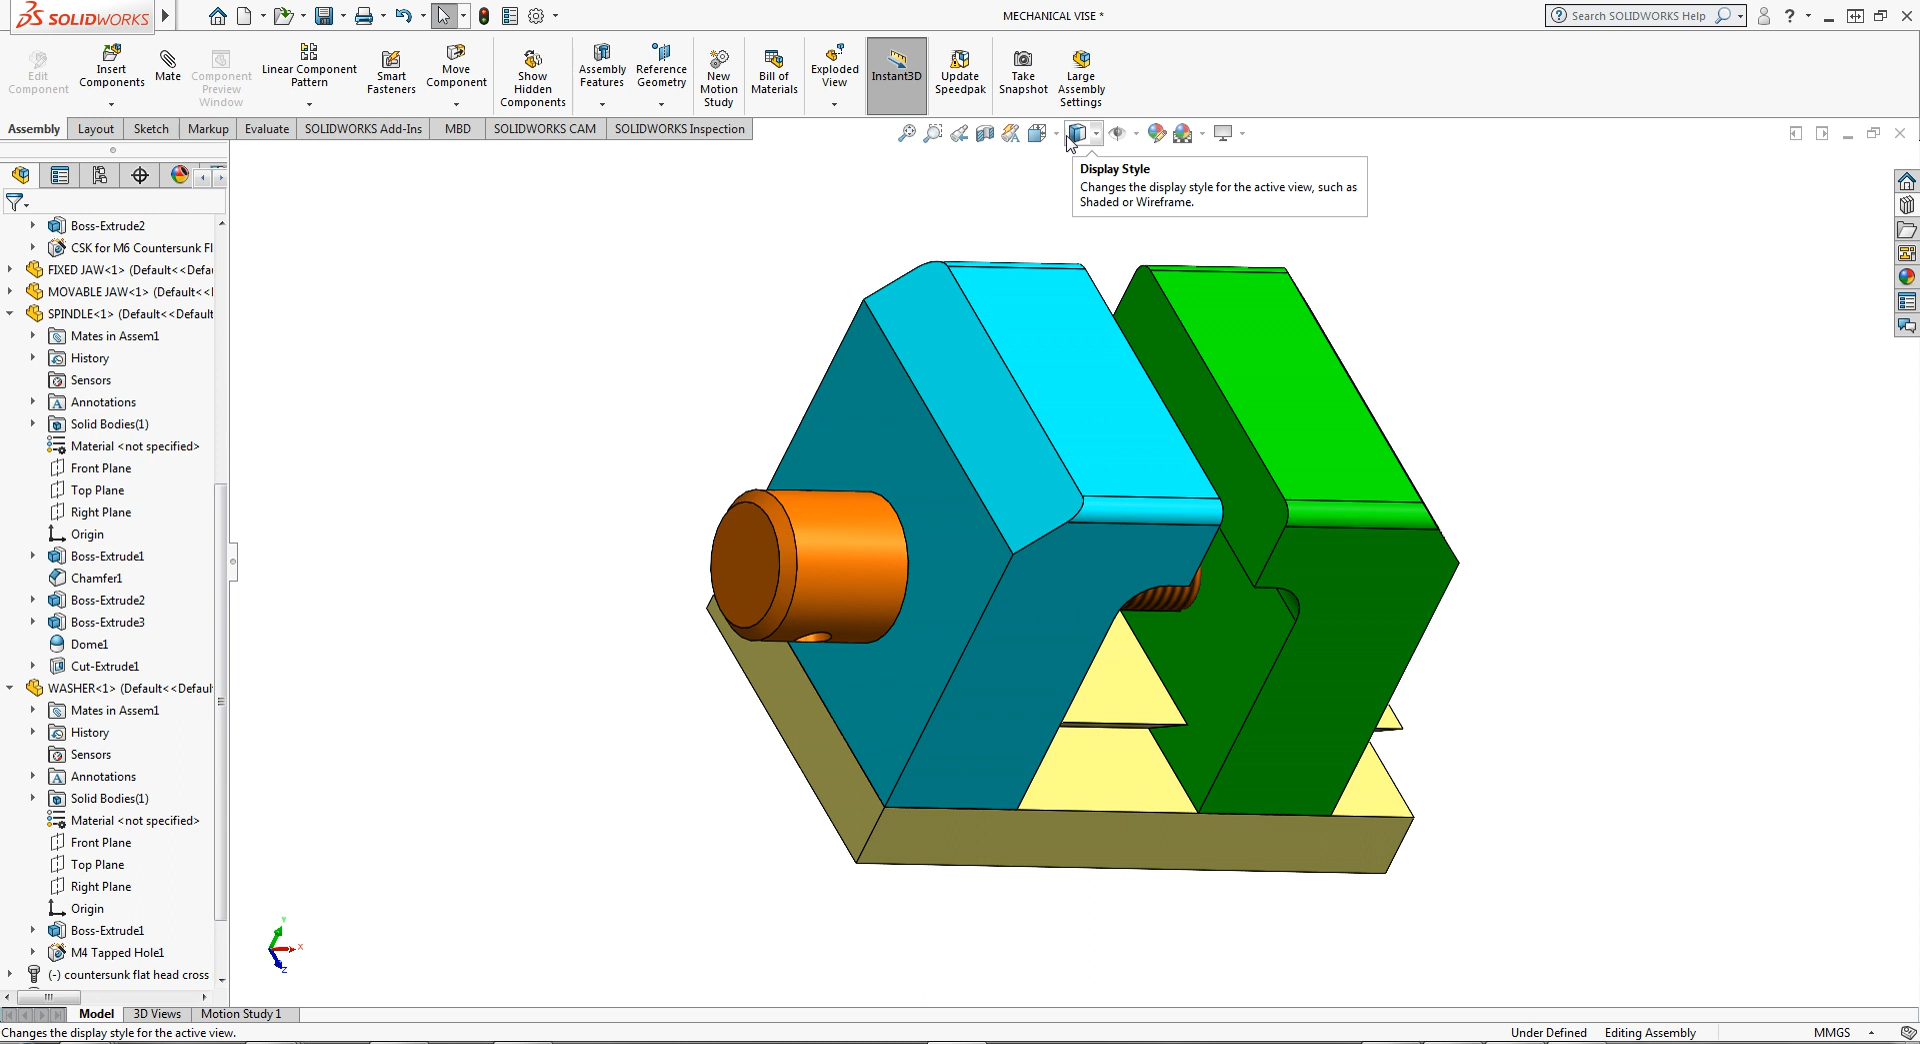 SOLIDWORKS
MECHANICAL VISE *
Search SOLIDWORKS Help
Edit Component
Insert Components
Mate
Component Preview Window
Linear Component Pattern
Smart Fasteners
Move Component
Show Hidden Components
Assembly Features
Reference Geometry
New Motion Study
Bill of Materials
Exploded View
Instant3D
Update Speedpak
Take Snapshot
Large Assembly Settings
Assembly
Layout
Sketch
Markup
Evaluate
SOLIDWORKS Add-Ins
MBD
SOLIDWORKS CAM
SOLIDWORKS Inspection
Display Style
Changes the display style for the active view, such as
Shaded or Wireframe.
Boss-Extrude2
CSK for M6 Countersunk Fl
FIXED JAW<1> (Default<<Defau
MOVABLE JAW<1> (Default<<
SPINDLE<1> (Default<<Default
Mates in Assem1
History
Sensors
Annotations
Solid Bodies(1)
Material <not specified>
Front Plane
Top Plane
Right Plane
Origin
Boss-Extrude1
Chamfer1
Boss-Extrude2
Boss-Extrude3
Dome1
Cut-Extrude1
WASHER<1> (Default<<Default
Mates in Assem1
History
Sensors
Annotations
Solid Bodies(1)
Material <not specified>
Front Plane
Top Plane
Right Plane
Origin
Boss-Extrude1
M4 Tapped Hole1
(-) countersunk flat head cross
Y
X
Z
Model
3D Views
Motion Study 1
Changes the display style for the active view.
Under Defined
Editing Assembly
MMGS